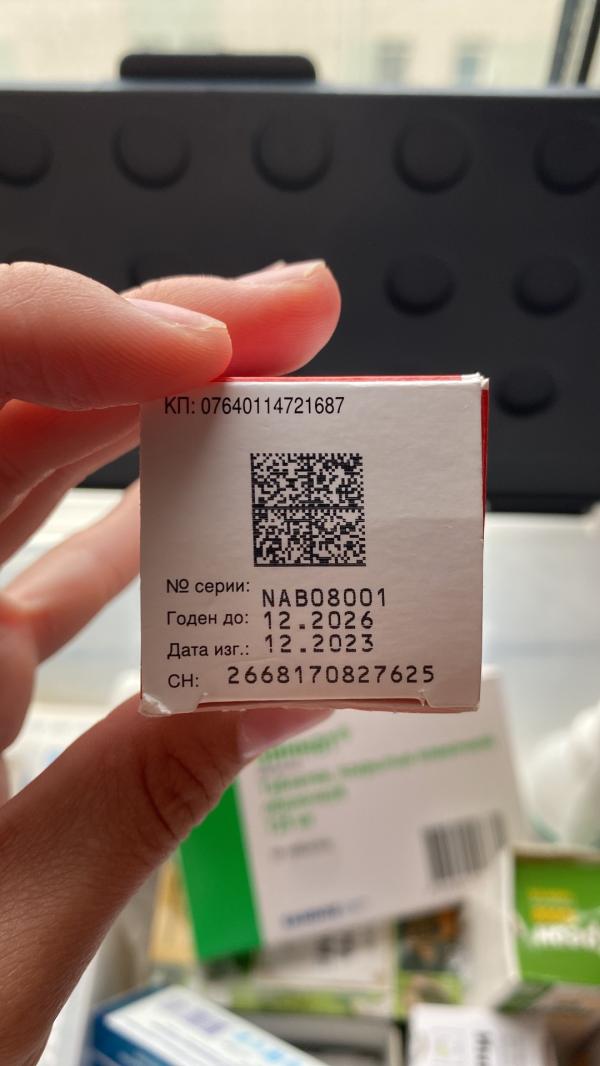 КП: 07640114721687
№ серии: NAB08001
Годен до: 12.2026
Дата изг.: 12.2023
СН: 2668170827625